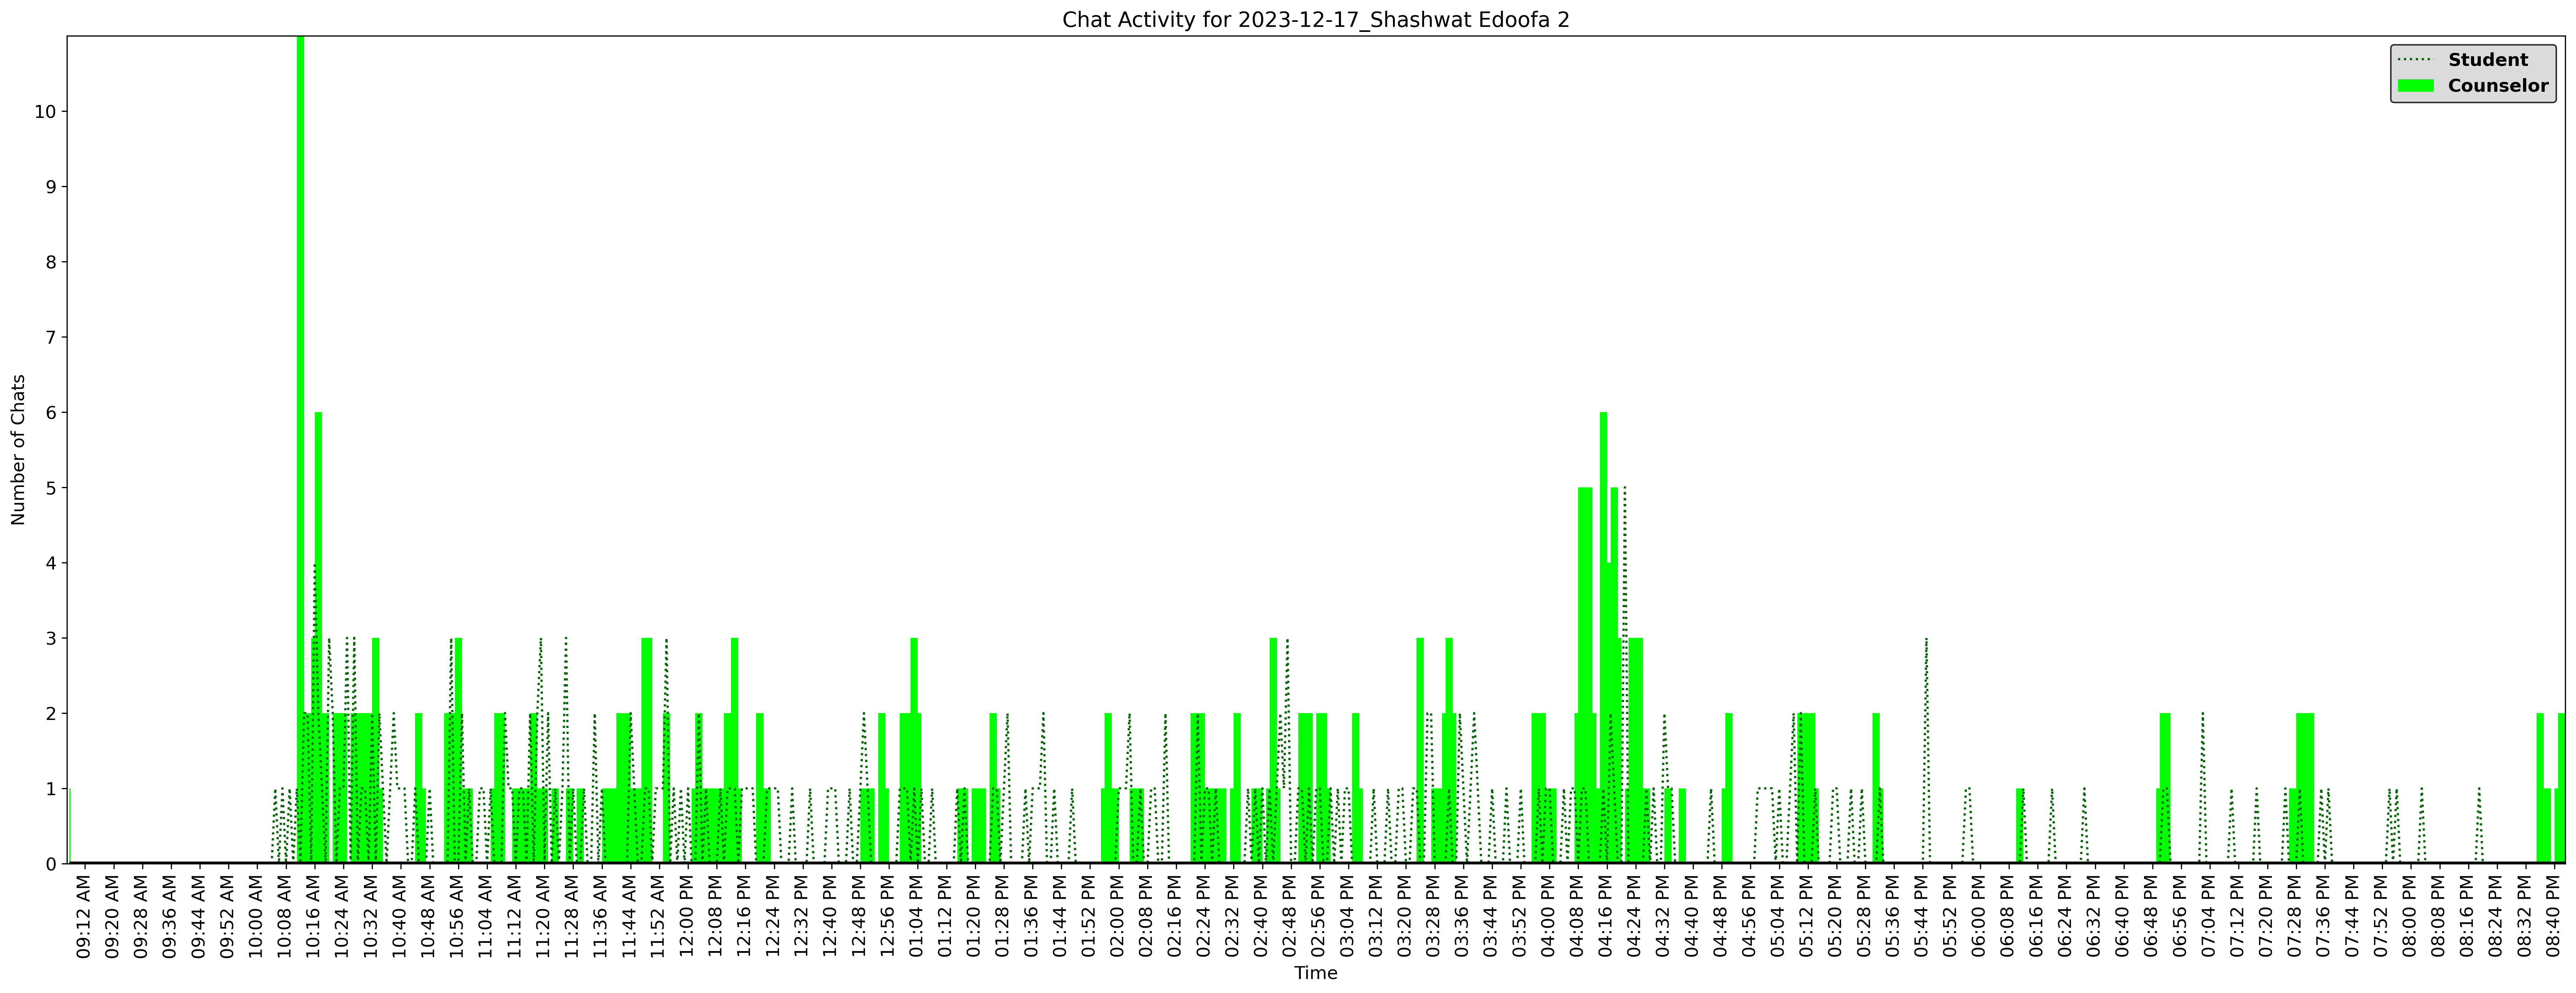 Chat Activity for 2023-12-17_Shashwat Edoofa 2
Student
Counselor
Number of Chats
10
9
8
7
6
5
4
3
2
1
0
09:12 AM
09:20 AM
09:28 AM
09:36 AM
09:44 AM
09:52 AM
10:00 AM
10:08 AM
10:16 AM
10:24 AM
10:32 AM
10:40 AM
10:48 AM
10:56 AM
11:04 AM
11:12 AM
11:20 AM
11:28 AM
11:36 AM
11:44 AM
11:52 AM
12:00 PM
12:08 PM
12:16 PM
12:24 PM
12:32 PM
12:40 PM
12:48 PM
12:56 PM
01:04 PM
01:12 PM
01:20 PM
01:28 PM
01:36 PM
01:44 PM
01:52 PM
02:00 PM
02:08 PM
02:16 PM
02:24 PM
02:32 PM
02:40 PM
02:48 PM
02:56 PM
03:04 PM
03:12 PM
03:20 PM
03:28 PM
03:36 PM
03:44 PM
03:52 PM
04:00 PM
04:08 PM
04:16 PM
04:24 PM
04:32 PM
04:40 PM
04:48 PM
04:56 PM
05:04 PM
05:12 PM
05:20 PM
05:28 PM
05:36 PM
05:44 PM
05:52 PM
06:00 PM
06:08 PM
06:16 PM
06:24 PM
06:32 PM
06:40 PM
06:48 PM
06:56 PM
07:04 PM
07:12 PM
07:20 PM
07:28 PM
07:36 PM
07:44 PM
07:52 PM
08:00 PM
08:08 PM
08:16 PM
08:24 PM
08:32 PM
08:40 PM
Time